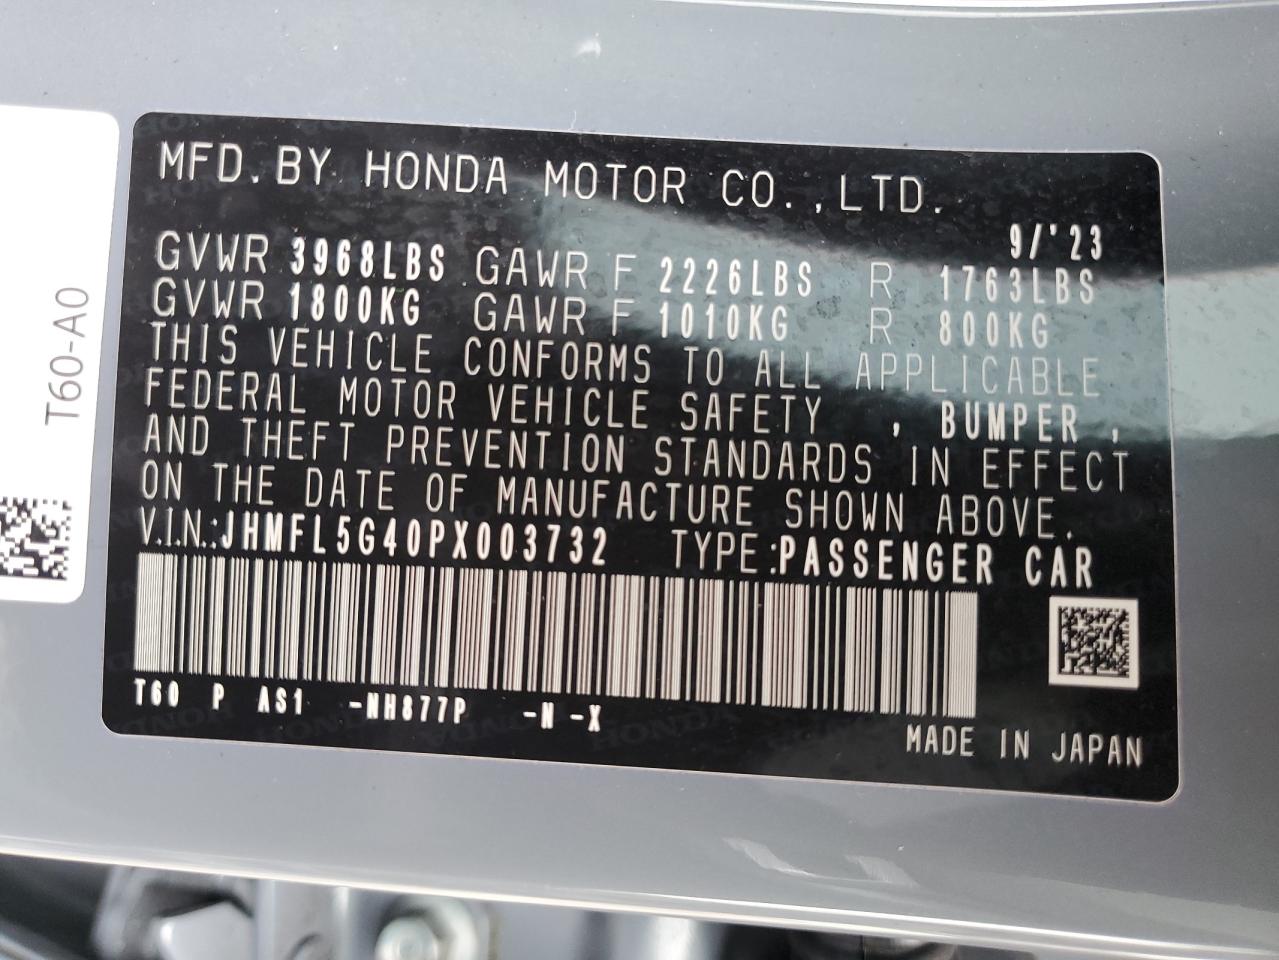 MFD. BY HONDA MOTOR CO., LTD.
9/'23
GVWR 3968LBS GAWR F 2226LBS R 1763LBS
GVWR 1800KG GAWR F 1010KG R 800KG
THIS VEHICLE CONFORMS TO ALL APPLICABLE
FEDERAL MOTOR VEHICLE SAFETY , BUMPER ,
AND THEFT PREVENTION STANDARDS IN EFFECT
ON THE DATE OF MANUFACTURE SHOWN ABOVE.
V.I.N.:JHMFL5G40PX003732 TYPE:PASSENGER CAR
T60 P AS1 -NH877P -N -X
MADE IN JAPAN
T60-A0